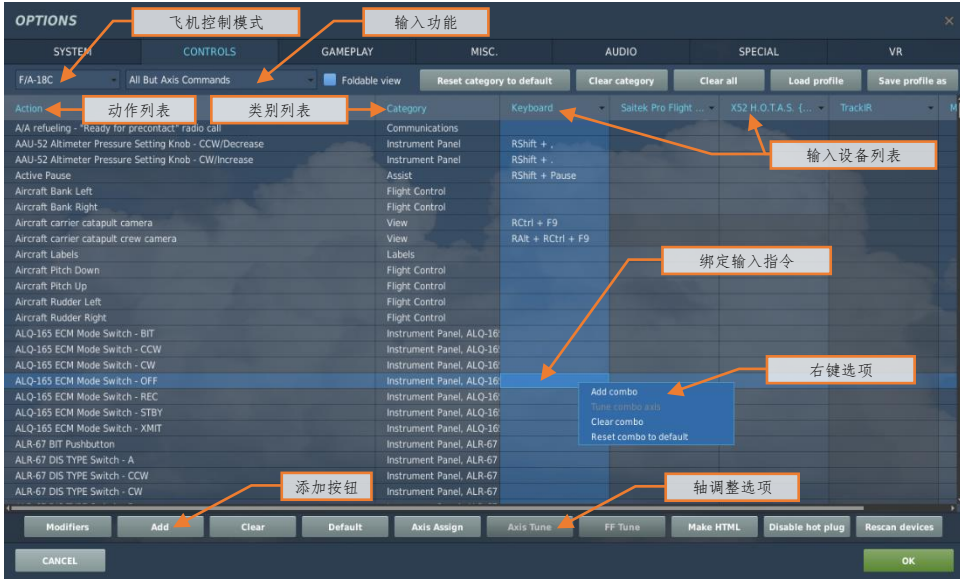 OPTIONS
飞机控制模式
输入功能
SYSTEM CONTROLS GAMEPLAY MISC. AUDIO SPECIAL VR
F/A-18C All But Axis Commands Foldable view Reset category to default Clear category Clear all Load profile Save profile as
Action 动作列表 类别列表 Category Keyboard Saitek Pro Flight ... X52 H.O.T.A.S. {... TrackIR M
A/A refueling - "Ready for precontact" radio call Communications
AAU-52 Altimeter Pressure Setting Knob - CCW/Decrease Instrument Panel RShift + ,
AAU-52 Altimeter Pressure Setting Knob - CW/Increase Instrument Panel RShift + .
输入设备列表
Active Pause Assist RShift + Pause
Aircraft Bank Left Flight Control
Aircraft Bank Right Flight Control
Aircraft carrier catapult camera View RCtrl + F9
Aircraft carrier catapult crew camera View RAlt + RCtrl + F9
Aircraft Labels Labels
绑定输入指令
Aircraft Pitch Down Flight Control
Aircraft Pitch Up Flight Control
Aircraft Rudder Left Flight Control
Aircraft Rudder Right Flight Control
ALQ-165 ECM Mode Switch - BIT Instrument Panel, ALQ-16
ALQ-165 ECM Mode Switch - CCW Instrument Panel, ALQ-16
ALQ-165 ECM Mode Switch - CW Instrument Panel, ALQ-16
右键选项
ALQ-165 ECM Mode Switch - OFF Instrument Panel, ALQ-16
Add combo
ALQ-165 ECM Mode Switch - REC Instrument Panel, ALQ-16
Tune combo axis
ALQ-165 ECM Mode Switch - STBY Instrument Panel, ALQ-16
Clear combo
ALQ-165 ECM Mode Switch - XMIT Instrument Panel, ALQ-16
Reset combo to default
ALR-67 BIT Pushbutton Instrument Panel, ALR-67
ALR-67 DIS TYPE Switch - A Instrument Panel, ALR-67
ALR-67 DIS TYPE Switch - CCW Instrument Panel, ALR-67
ALR-67 DIS TYPE Switch - CW Instrument Panel, ALR-67
添加按钮
轴调整选项
Modifiers Add Clear Default Axis Assign Axis Tune FF Tune Make HTML Disable hot plug Rescan devices
CANCEL OK